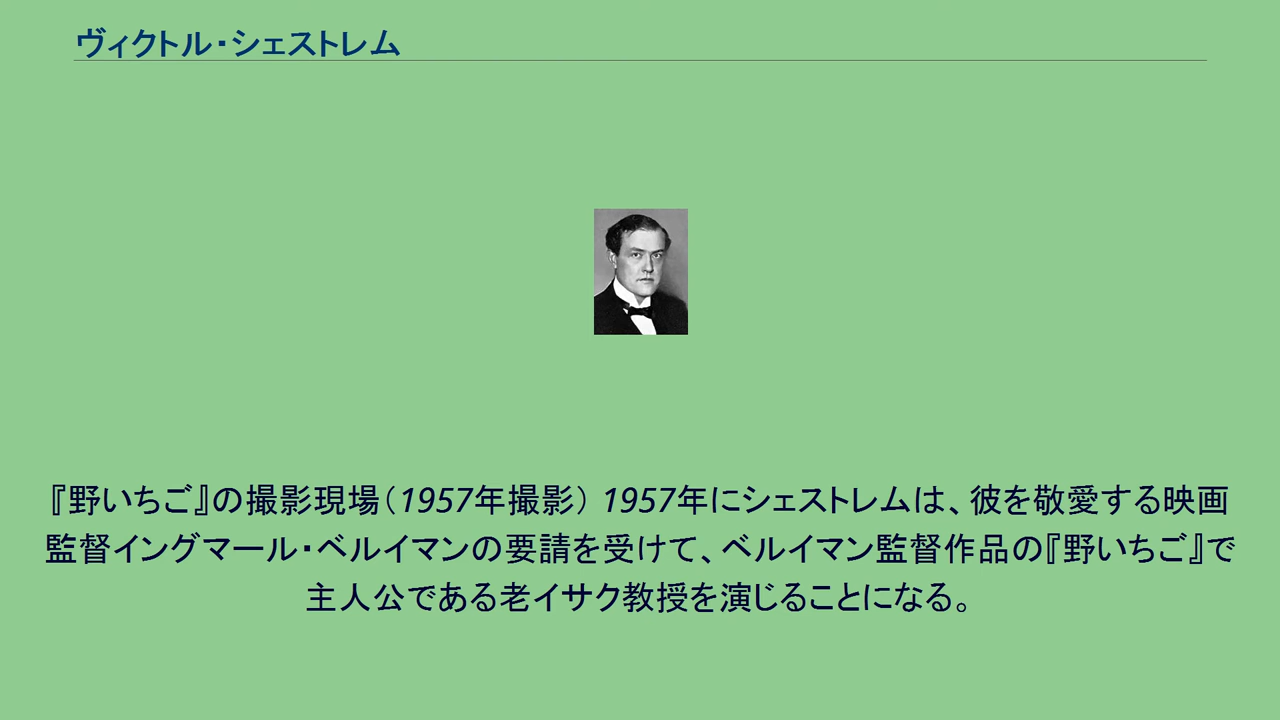 ヴィクトル・シェストレム
『野いちご』の撮影現場（1957年撮影） 1957年にシェストレムは、彼を敬愛する映画
監督イングマール・ベルイマンの要請を受けて、ベルイマン監督作品の『野いちご』で
主人公である老イサク教授を演じることになる。